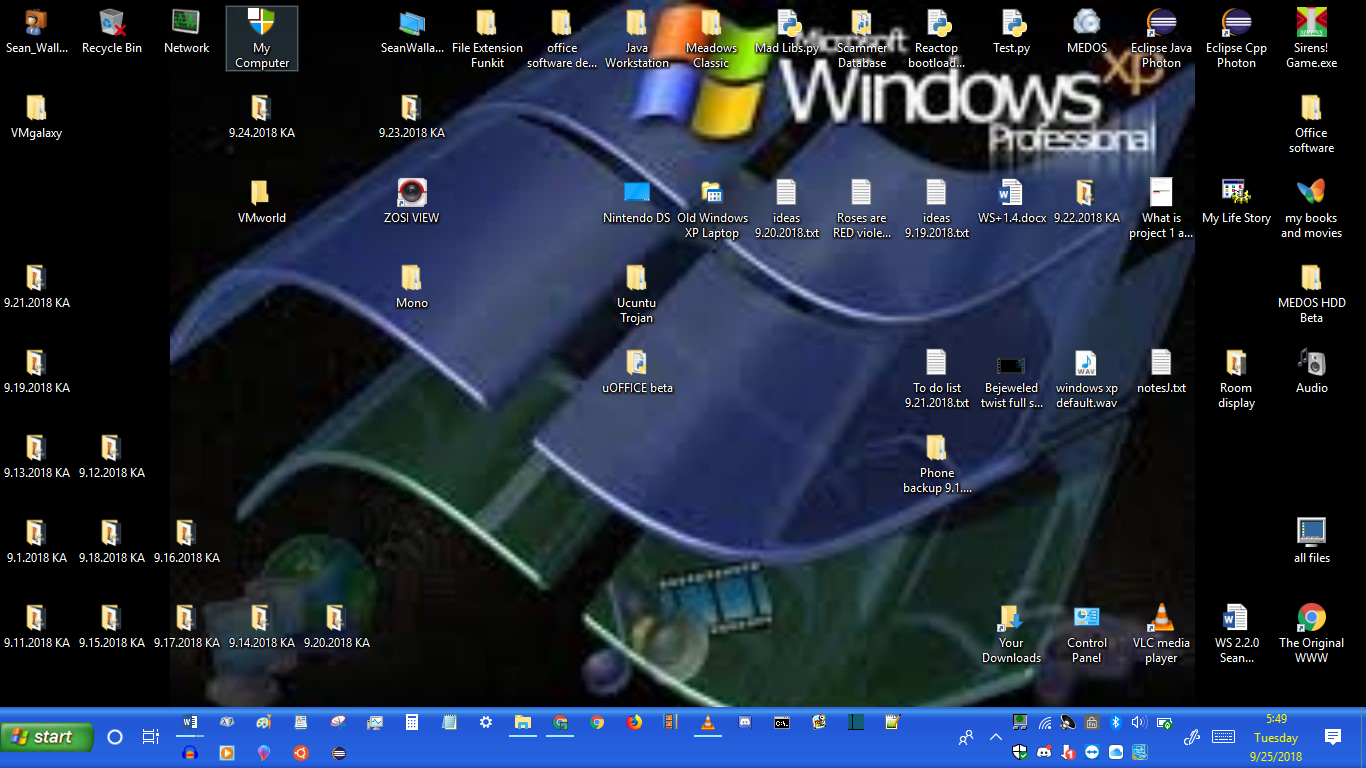 Sean_Wall...
Recycle Bin
Network
My
Computer
SeanWalla...
File Extension
Funkit
office
software de...
Java
Workstation
Meadows
Classic
Mad Libs.py
Scammer
Database
Reactop
bootload...
Test.py
MEDOS
Eclipse Java
Photon
Eclipse Cpp
Photon
Sirens!
Game.exe
Microsoft
Windows xp
Professional
VMgalaxy
9.24.2018 KA
9.23.2018 KA
Office
software
VMworld
ZOSI VIEW
Nintendo DS
Old Windows
XP Laptop
ideas
9.20.2018.txt
Roses are
RED viole...
ideas
9.19.2018.txt
WS+1.4.docx
9.22.2018 KA
What is
project 1 a...
My Life Story
my books
and movies
9.21.2018 KA
Mono
Ucuntu
Trojan
MEDOS HDD
Beta
9.19.2018 KA
uOFFICE beta
To do list
9.21.2018.txt
Bejeweled
twist full s...
WAV
windows xp
default.wav
notesJ.txt
Room
display
Audio
9.13.2018 KA
9.12.2018 KA
Phone
backup 9.1....
9.1.2018 KA
9.18.2018 KA
9.16.2018 KA
all files
9.11.2018 KA
9.15.2018 KA
9.17.2018 KA
9.14.2018 KA
9.20.2018 KA
Your
Downloads
Control
Panel
VLC media
player
WS 2.2.0
Sean...
The Original
WWW
start
5:49
Tuesday
9/25/2018